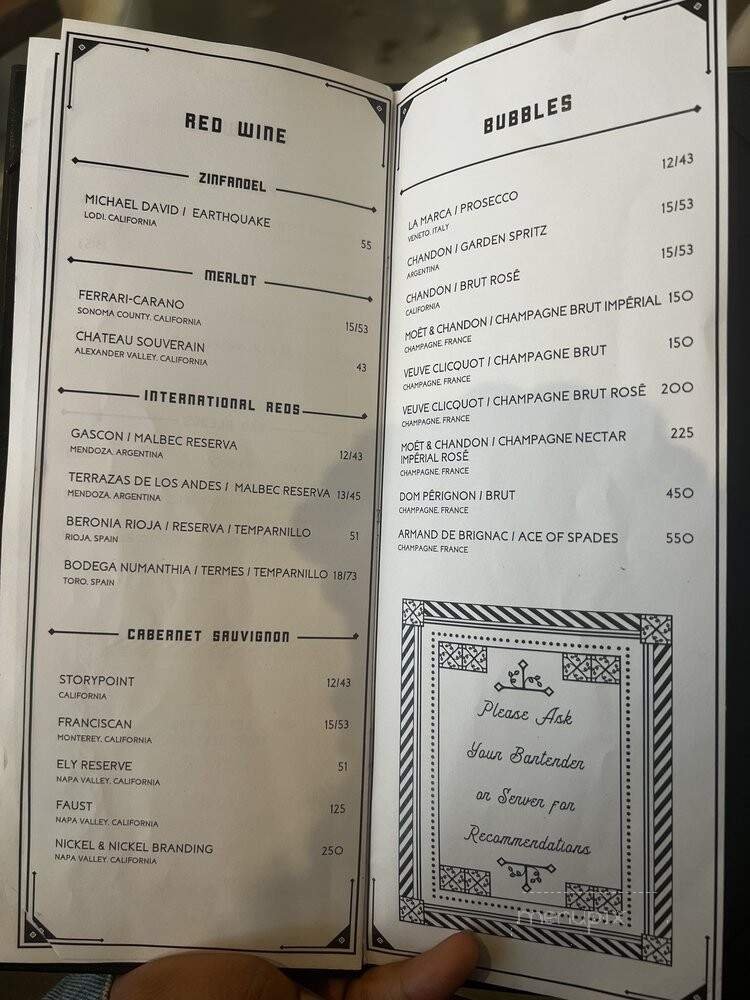 RED WINE
ZINFANDEL
MICHAEL DAVID / EARTHQUAKE 55
LODI, CALIFORNIA
MERLOT
FERRARI-CARANO 15/53
SONOMA COUNTY, CALIFORNIA
CHATEAU SOUVERAIN 43
ALEXANDER VALLEY, CALIFORNIA
INTERNATIONAL REDS
GASCON / MALBEC RESERVA 12/43
MENDOZA, ARGENTINA
TERRAZAS DE LOS ANDES / MALBEC RESERVA 13/45
MENDOZA, ARGENTINA
BERONIA RIOJA / RESERVA / TEMPARNILLO 51
RIOJA, SPAIN
BODEGA NUMANTHIA / TERMES / TEMPARNILLO 18/73
TORO, SPAIN
CABERNET SAUVIGNON
STORYPOINT 12/43
CALIFORNIA
FRANCISCAN 15/53
MONTEREY, CALIFORNIA
ELY RESERVE 51
NAPA VALLEY, CALIFORNIA
FAUST 125
NAPA VALLEY, CALIFORNIA
NICKEL & NICKEL BRANDING 250
NAPA VALLEY, CALIFORNIA
BUBBLES
LA MARCA / PROSECCO 12/43
VENETO, ITALY
CHANDON / GARDEN SPRITZ 15/53
ARGENTINA
CHANDON / BRUT ROSÊ 15/53
CALIFORNIA
MOËT & CHANDON / CHAMPAGNE BRUT IMPÉRIAL 150
CHAMPAGNE, FRANCE
VEUVE CLICQUOT / CHAMPAGNE BRUT 150
CHAMPAGNE, FRANCE
VEUVE CLICQUOT / CHAMPAGNE BRUT ROSÊ 200
CHAMPAGNE, FRANCE
MOËT & CHANDON / CHAMPAGNE NECTAR 225
IMPÉRIAL ROSÊ
CHAMPAGNE, FRANCE
DOM PÉRIGNON / BRUT 450
CHAMPAGNE, FRANCE
ARMAND DE BRIGNAC / ACE OF SPADES 550
CHAMPAGNE, FRANCE
Please Ask
Your Bartender
or Server for
Recommendations
menupix